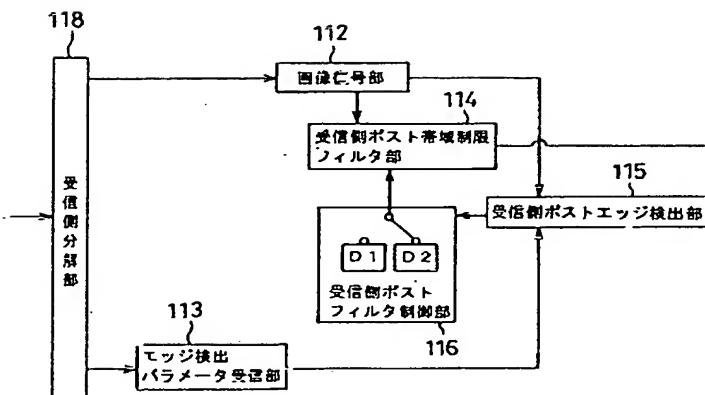 118
112
画像復号部
114
受信側ポスト帯域制限
フィルタ部
115
受信側ポストエッジ検出部
受信側分解部
D1 D2
受信側ポスト
フィルタ制御部
116
113
エッジ検出
パラメータ受信部